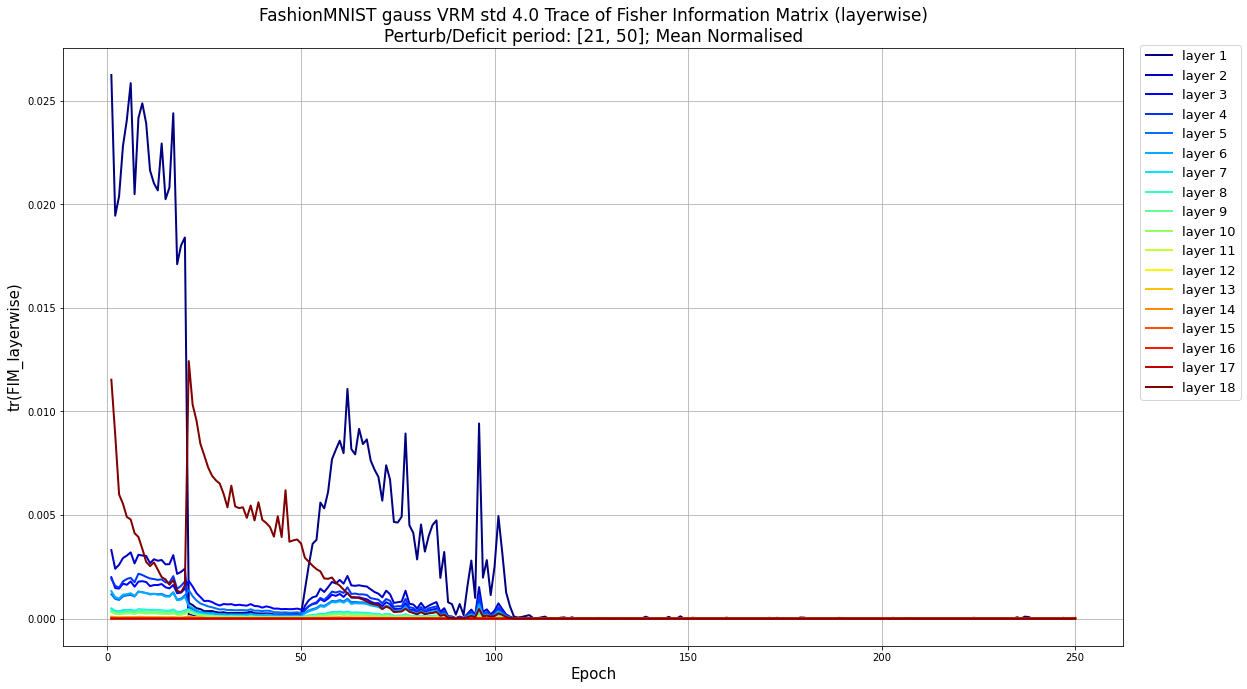 FashionMNIST gauss VRM std 4.0 Trace of Fisher Information Matrix (layerwise)
Perturb/Deficit period: [21, 50]; Mean Normalised
tr(FIM_layerwise)
0.025
0.020
0.015
0.010
0.005
0.000
0
50
100
150
200
250
Epoch
layer 1
layer 2
layer 3
layer 4
layer 5
layer 6
layer 7
layer 8
layer 9
layer 10
layer 11
layer 12
layer 13
layer 14
layer 15
layer 16
layer 17
layer 18